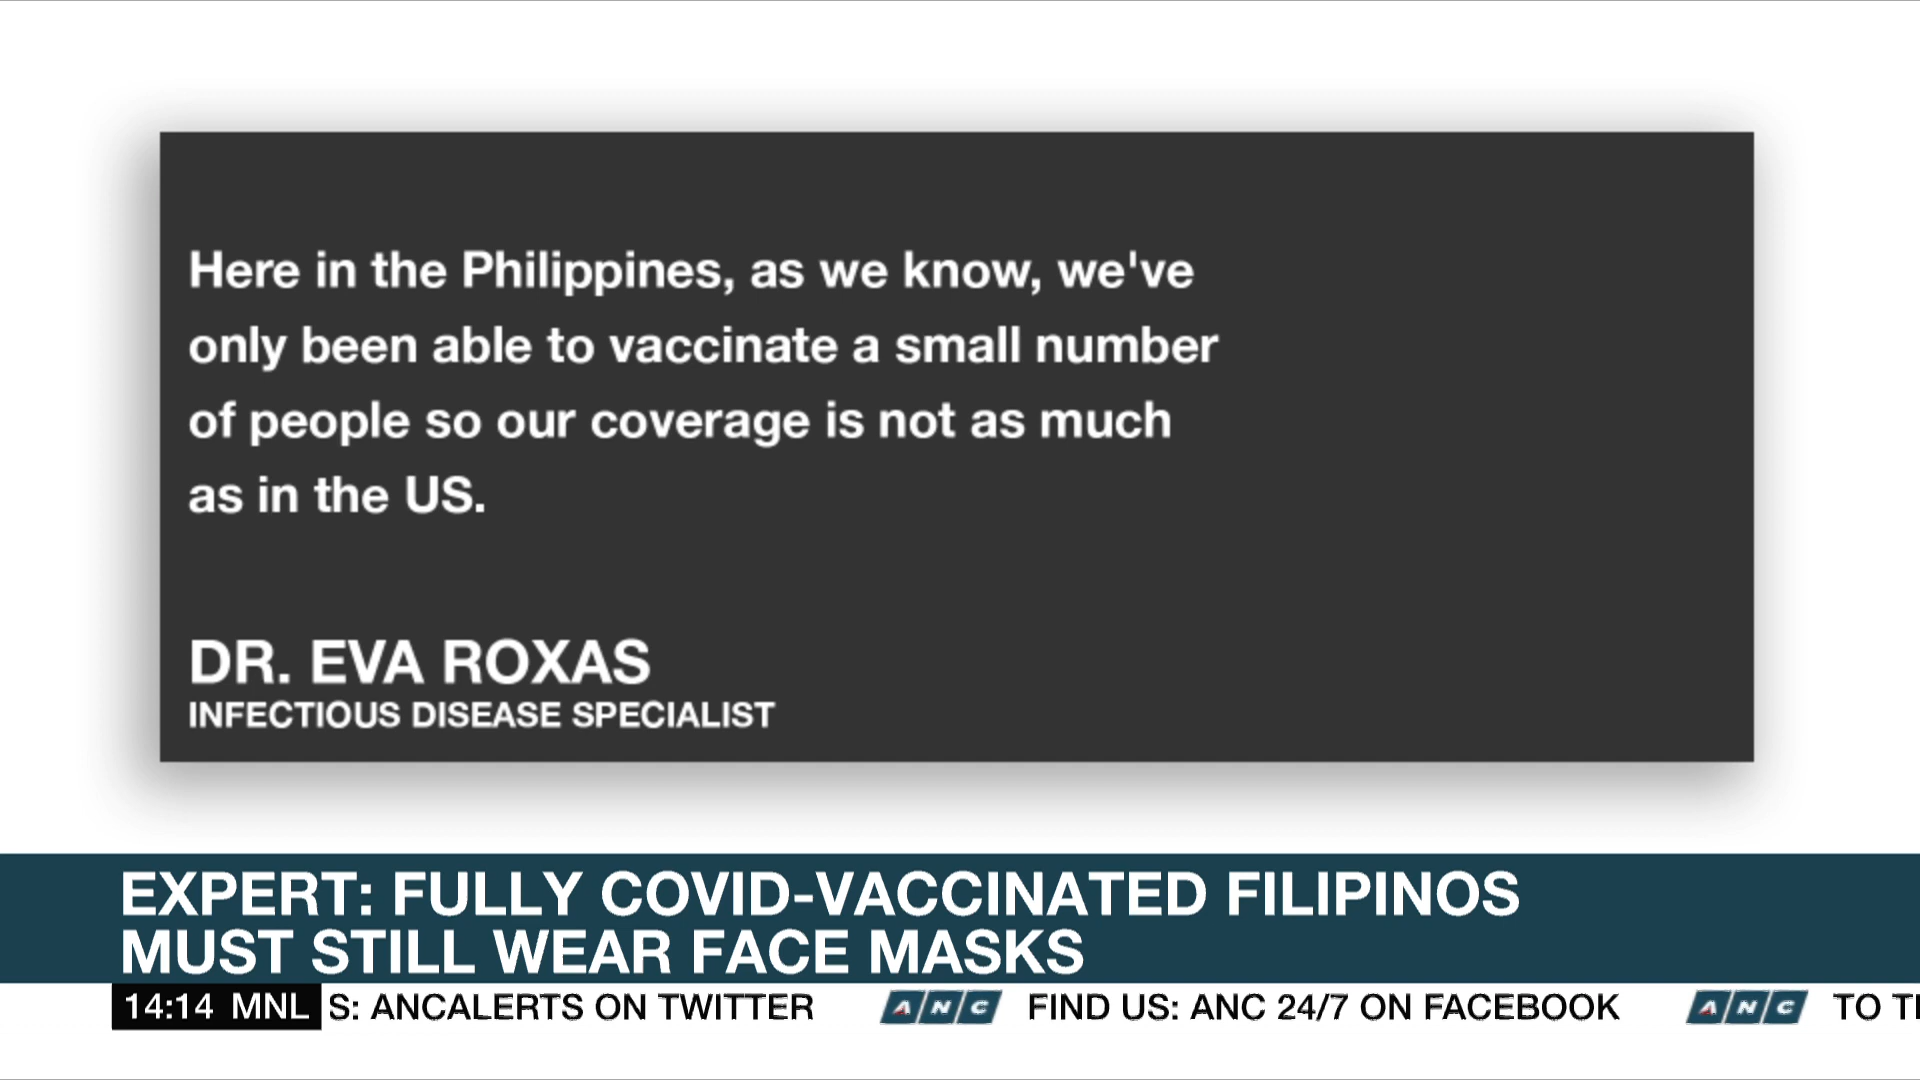 Here in the Philippines, as we know, we've
only been able to vaccinate a small number
of people so our coverage is not as much
as in the US.
DR. EVA ROXAS
INFECTIOUS DISEASE SPECIALIST
EXPERT: FULLY COVID-VACCINATED FILIPINOS
MUST STILL WEAR FACE MASKS
14:14 MNL S: ANCALERTS ON TWITTER ANC FIND US: ANC 24/7 ON FACEBOOK ANC TO